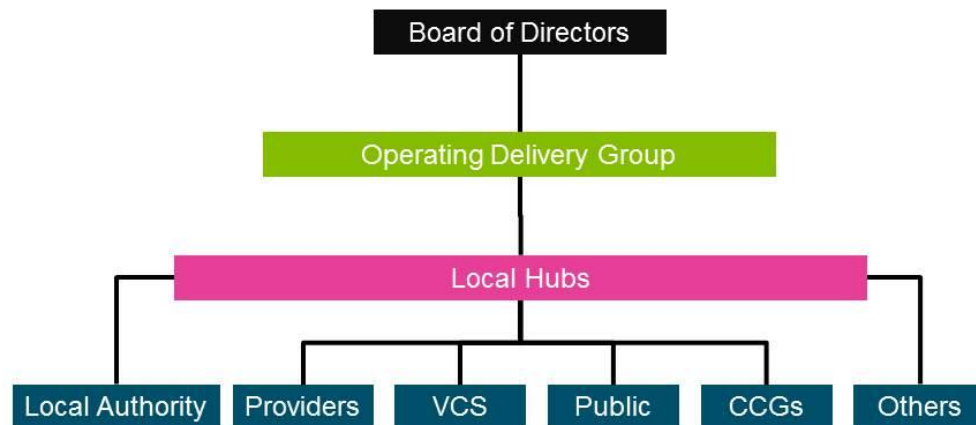 Board of Directors
Operating Delivery Group
Local Hubs
Local Authority
Providers
VCS
Public
CCGs
Others